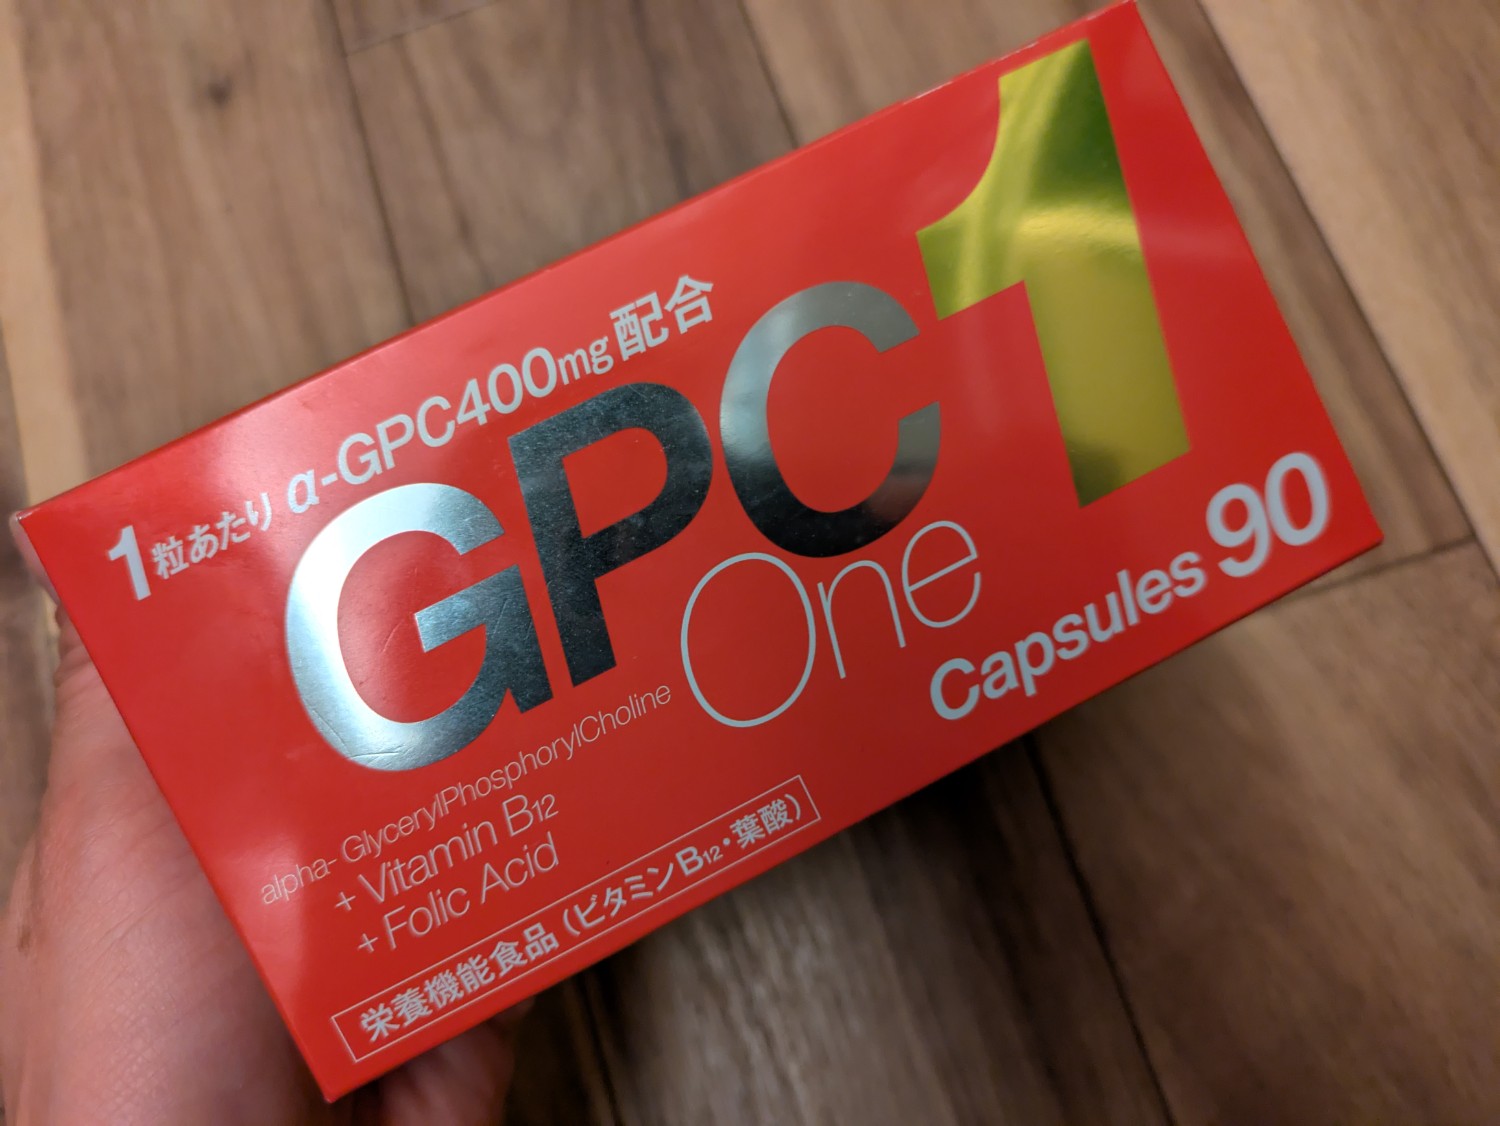 1粒あたり α-GPC400mg配合
GPC1
One
alpha- GlycerylPhosphorylCholine
+ Vitamin B12
+ Folic Acid
Capsules 90
栄養機能食品（ビタミンB12・葉酸）